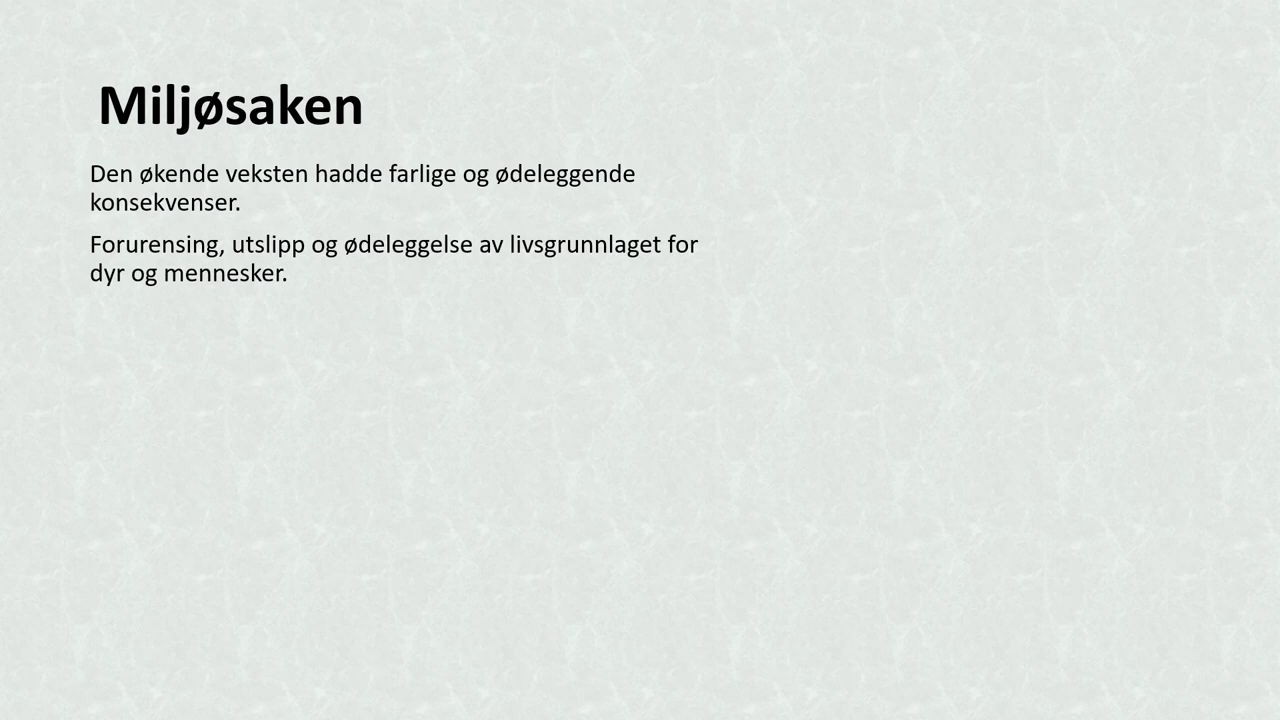 Miljøsaken
Den økende veksten hadde farlige og ødeleggende
konsekvenser.
Forurensing, utslipp og ødeleggelse av livsgrunnlaget for
dyr og mennesker.